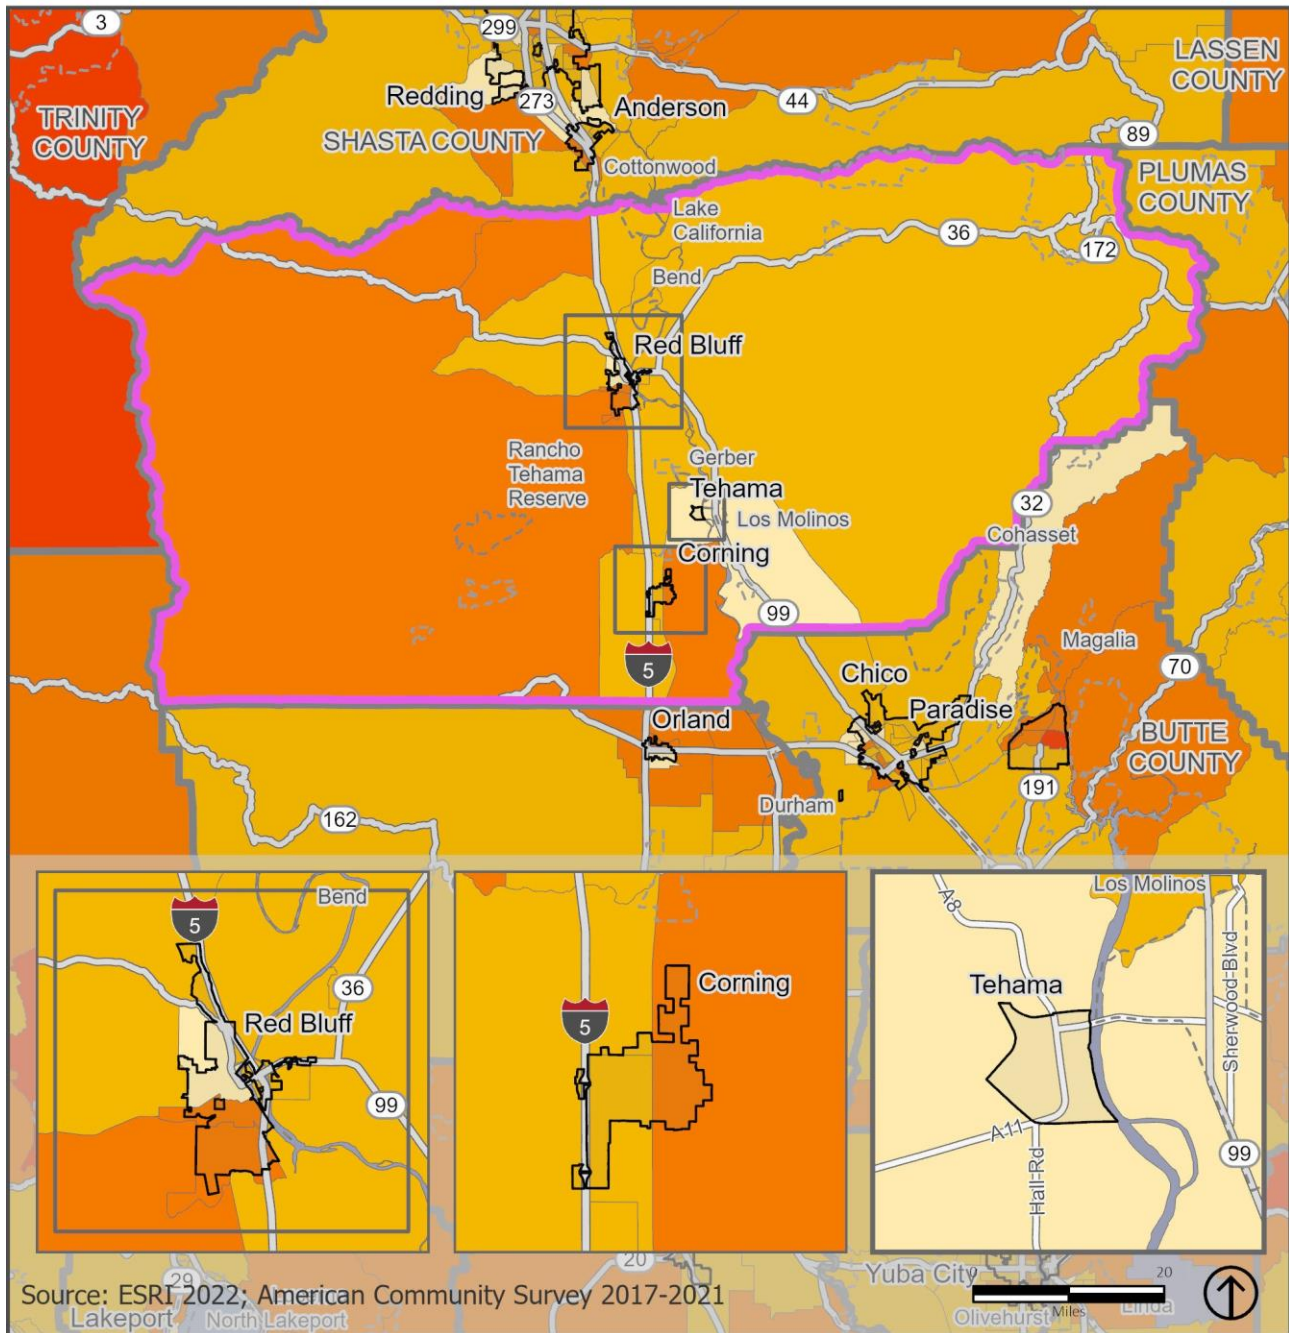 3
299
LASSEN
COUNTY
Redding
273
Anderson
44
TRINITY
COUNTY
SHASTA COUNTY
89
Cottonwood
PLUMAS
COUNTY
Lake
California
36
172
Bend
Red Bluff
Rancho
Tehama
Reserve
Gerber
Tehama
Los Molinos
32
Cohasset
Corning
99
Magalia
5
Chico
70
Orland
Paradise
BUTTE
COUNTY
191
Durham
162
Bend
5
36
Red Bluff
99
Corning
5
Los Molinos
A8
Tehama
Sherwood Blvd
A11
Hall Rd
99
20
Yuba City
0 20
Miles
29
Source: ESRI 2022; American Community Survey 2017-2021
Lakeport
North Lakeport
Olivehurst
Linda